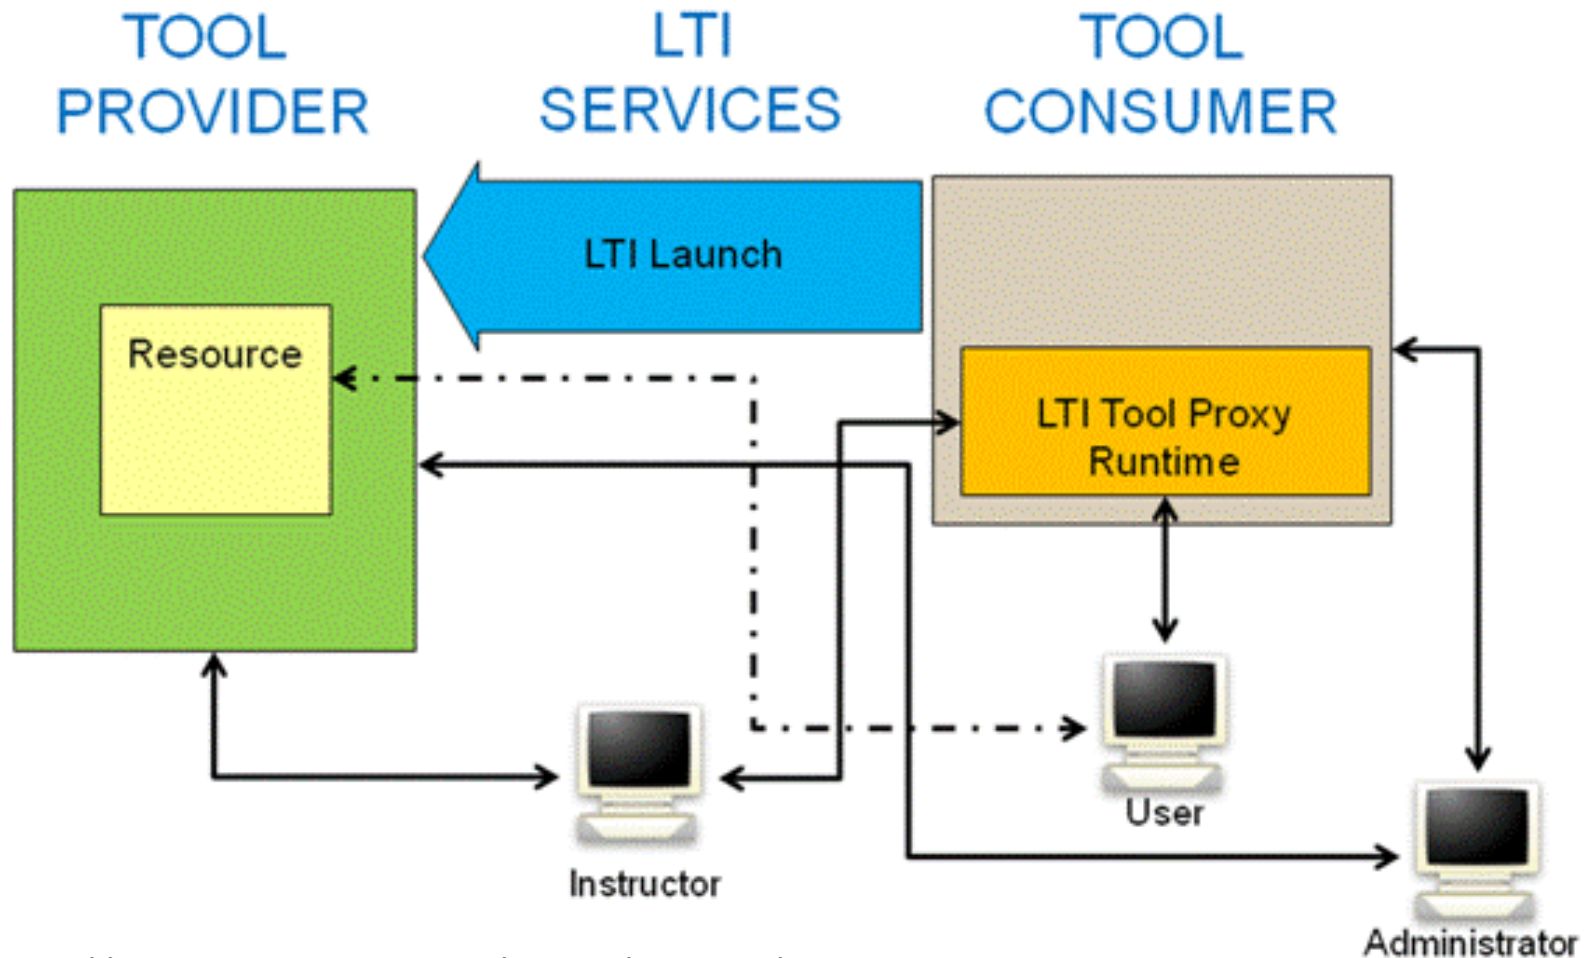 TOOL
PROVIDER
LTI
SERVICES
TOOL
CONSUMER
LTI Launch
Resource
LTI Tool Proxy
Runtime
User
Instructor
Administrator